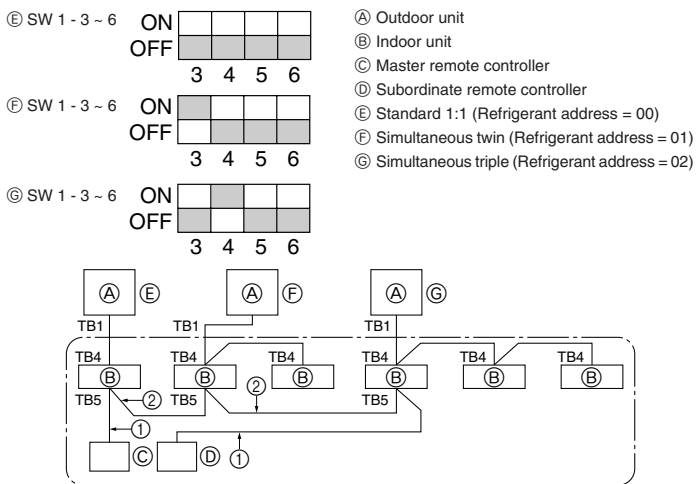 Ⓔ SW 1 - 3 ~ 6 ON
OFF
3 4 5 6
Ⓕ SW 1 - 3 ~ 6 ON
OFF
3 4 5 6
Ⓖ SW 1 - 3 ~ 6 ON
OFF
3 4 5 6
Ⓐ Outdoor unit
Ⓑ Indoor unit
Ⓒ Master remote controller
Ⓓ Subordinate remote controller
Ⓔ Standard 1:1 (Refrigerant address = 00)
Ⓕ Simultaneous twin (Refrigerant address = 01)
Ⓖ Simultaneous triple (Refrigerant address = 02)
Ⓐ Ⓔ Ⓐ Ⓕ Ⓐ Ⓖ
TB1 TB1 TB1
TB4 TB4 TB4 TB4 TB4 TB4
Ⓑ Ⓑ Ⓑ Ⓑ Ⓑ Ⓑ
TB5 ② TB5 ② TB5
① Ⓒ Ⓓ ①